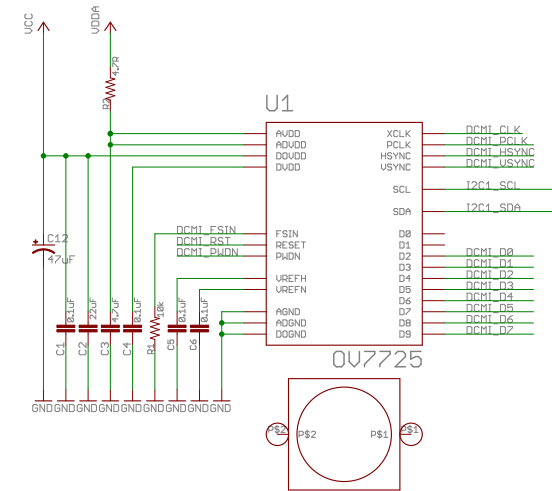 VCC
VDDA
4.7R
R2
U1
AVDD
ADVDD
DOVDD
DVDD
FSIN
RESET
PWDN
VREFH
VREFN
AGND
ADGND
DOGND
XCLK
PCLK
HSYNC
VSYNC
SCL
SDA
D0
D1
D2
D3
D4
D5
D6
D7
D8
D9
DCMI_CLK
DCMI_PCLK
DCMI_HSYNC
DCMI_VSYNC
I2C1_SCL
I2C1_SDA
DCMI_D0
DCMI_D1
DCMI_D2
DCMI_D3
DCMI_D4
DCMI_D5
DCMI_D6
DCMI_D7
DCMI_FSIN
DCMI_RST
DCMI_PWDN
C12
47uF
0.1uF
22uF
4.7uF
0.1uF
10k
0.1uF
0.1uF
C1
C2
C3
C4
R1
C5
C6
GND GND GND GND GND GND GND GND GND
OV7725
P$2 P$2 P$1 P$1